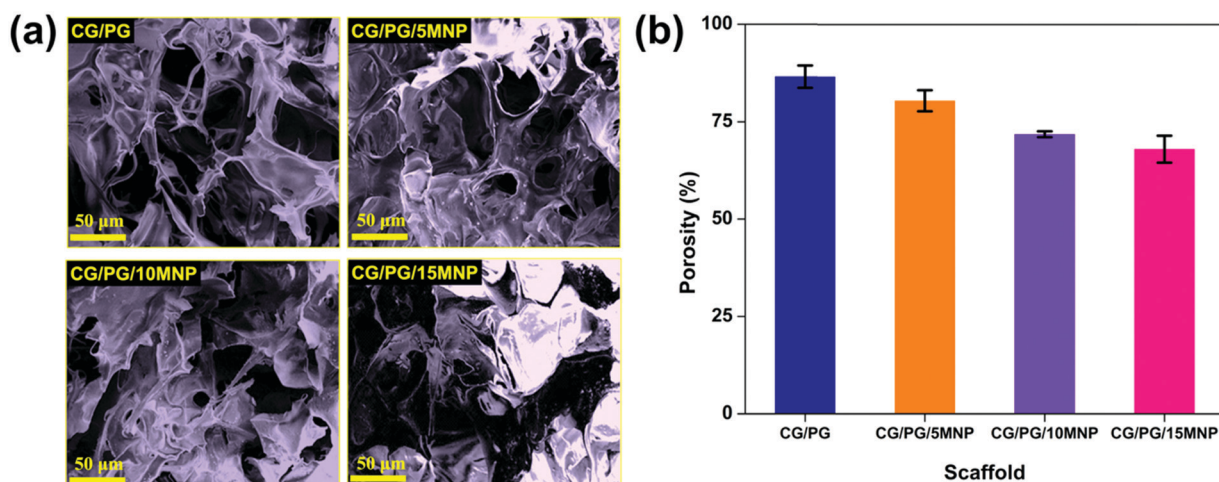 (a)
CG/PG
50 μm
CG/PG/5MNP
50 μm
CG/PG/10MNP
50 μm
CG/PG/15MNP
50 μm
(b)
Porosity (%)
100
75
50
25
0
CG/PG
CG/PG/5MNP
CG/PG/10MNP
CG/PG/15MNP
Scaffold